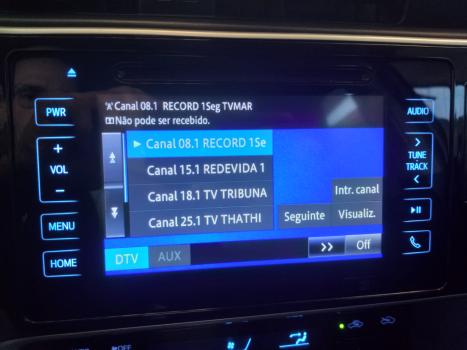 Canal 08.1 RECORD 1Seg TVMAR
Não pode ser recebido.
PWR
AUDIO
Canal 08.1 RECORD 1Se
+
VOL
-
TUNE
TRACK
Canal 15.1 REDEVIDA 1
Canal 18.1 TV TRIBUNA
Intr. canal
Canal 25.1 TV THATHI
Seguinte
Visualiz.
MENU
>>
Off
HOME
DTV
AUX
OFF